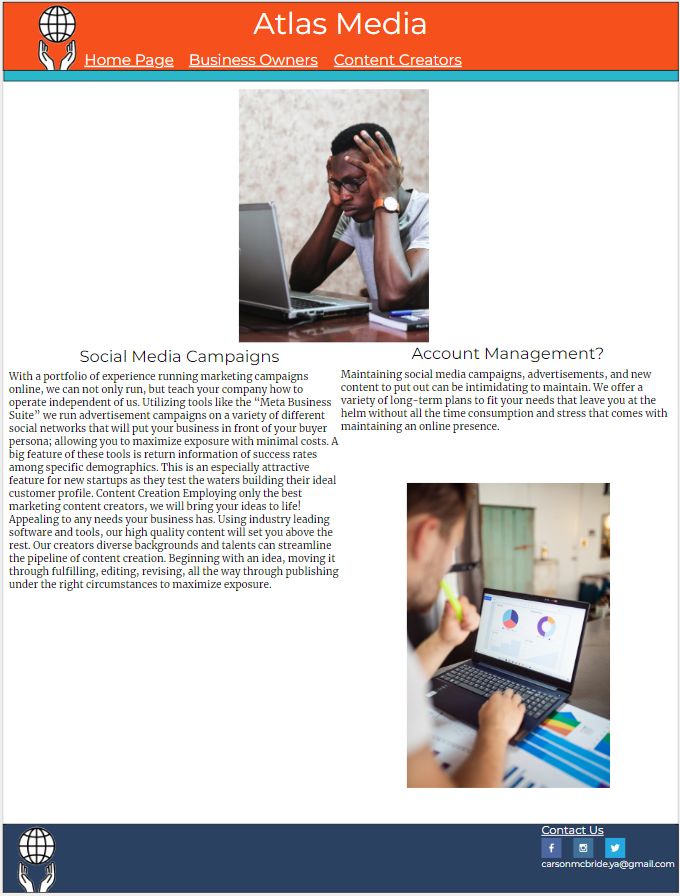 Atlas Media
Home Page Business Owners Content Creators
Social Media Campaigns
With a portfolio of experience running marketing campaigns
online, we can not only run, but teach your company how to
operate independent of us. Utilizing tools like the “Meta Business
Suite” we run advertisement campaigns on a variety of different
social networks that will put your business in front of your buyer
persona; allowing you to maximize exposure with minimal costs. A
big feature of these tools is return information of success rates
among specific demographics. This is an especially attractive
feature for new startups as they test the waters building their ideal
customer profile. Content Creation Employing only the best
marketing content creators, we will bring your ideas to life!
Appealing to any needs your business has. Using industry leading
software and tools, our high quality content will set you above the
rest. Our creators diverse backgrounds and talents can streamline
the pipeline of content creation. Beginning with an idea, moving it
through fulfilling, editing, revising, all the way through publishing
under the right circumstances to maximize exposure.
Account Management?
Maintaining social media campaigns, advertisements, and new
content to put out can be intimidating to maintain. We offer a
variety of long-term plans to fit your needs that leave you at the
helm without all the time consumption and stress that comes with
maintaining an online presence.
Contact Us
carsonmcbride.ya@gmail.com